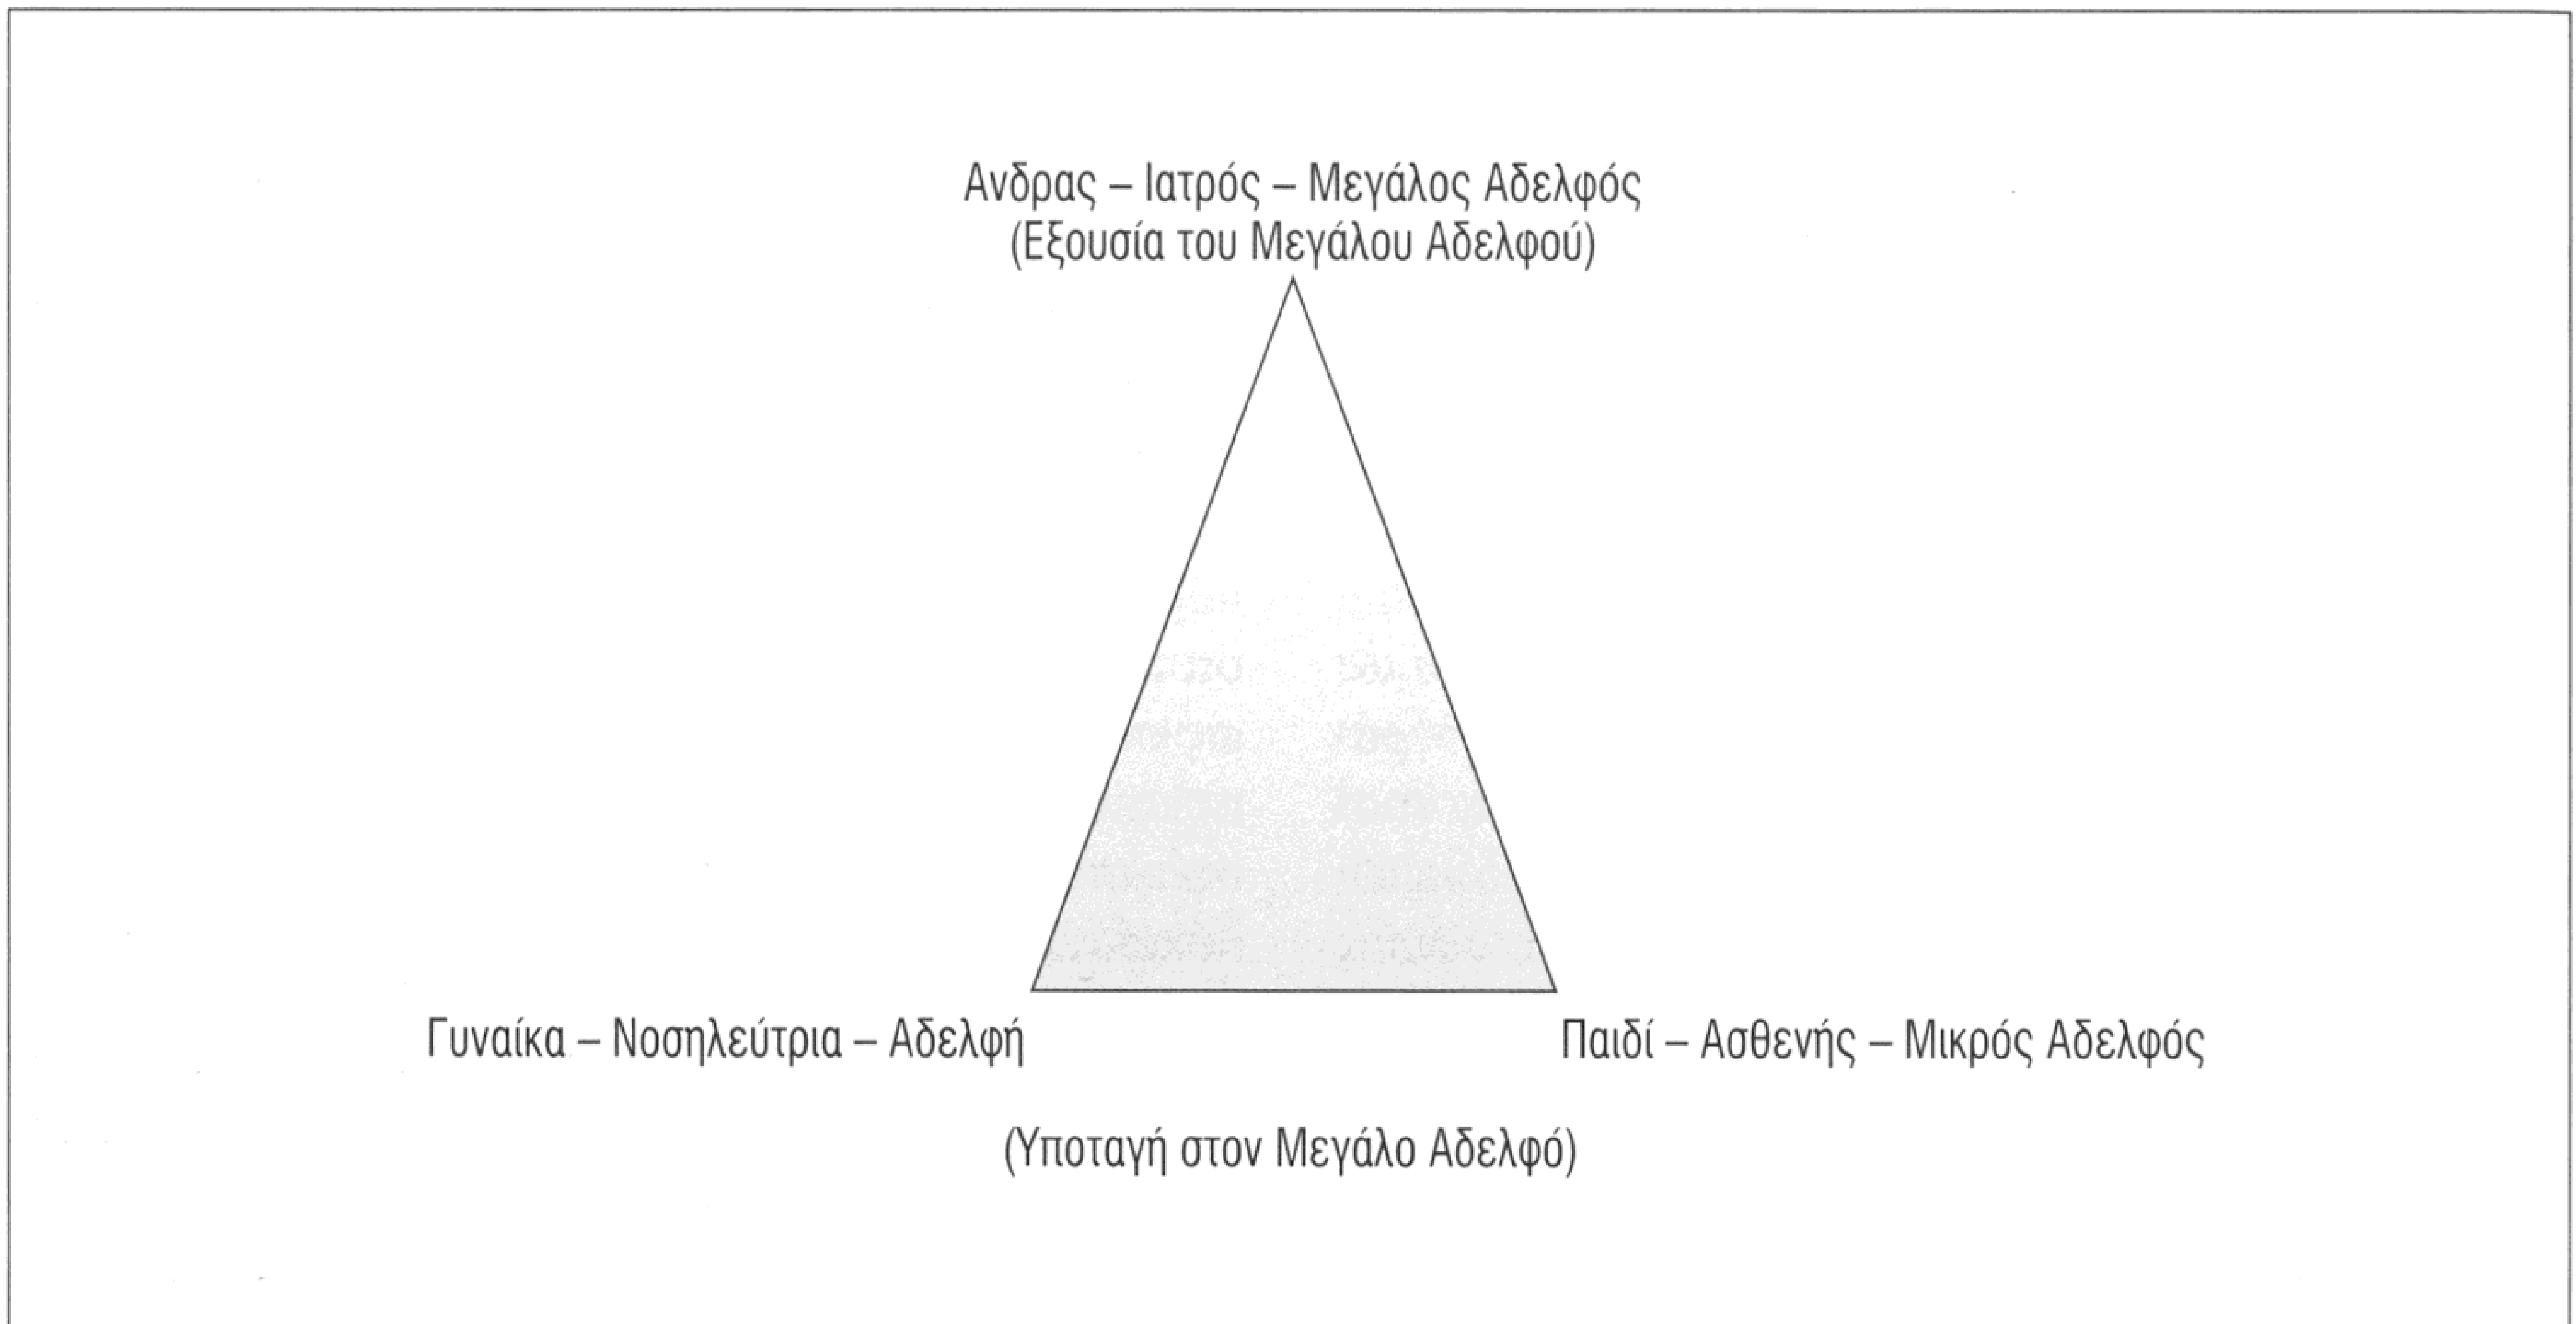 Ανδρας – Ιατρός – Μεγάλος Αδελφός
(Εξουσία του Μεγάλου Αδελφού)
Γυναίκα – Νοσηλεύτρια – Αδελφή
Παιδί – Ασθενής – Μικρός Αδελφός
(Υποταγή στον Μεγάλο Αδελφό)